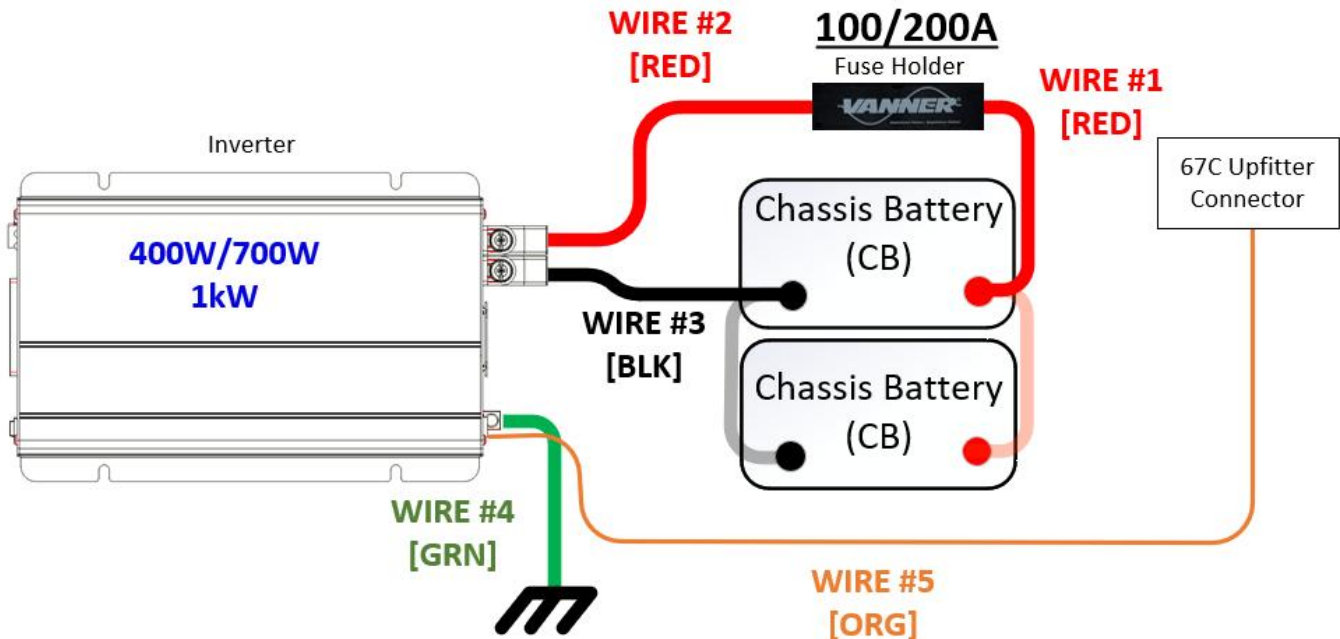 WIRE #2
[RED]
100/200A
Fuse Holder
VANNER
WIRE #1
[RED]
Inverter
67C Upfitter
Connector
400W/700W
1kW
Chassis Battery
(CB)
WIRE #3
[BLK]
Chassis Battery
(CB)
WIRE #4
[GRN]
WIRE #5
[ORG]